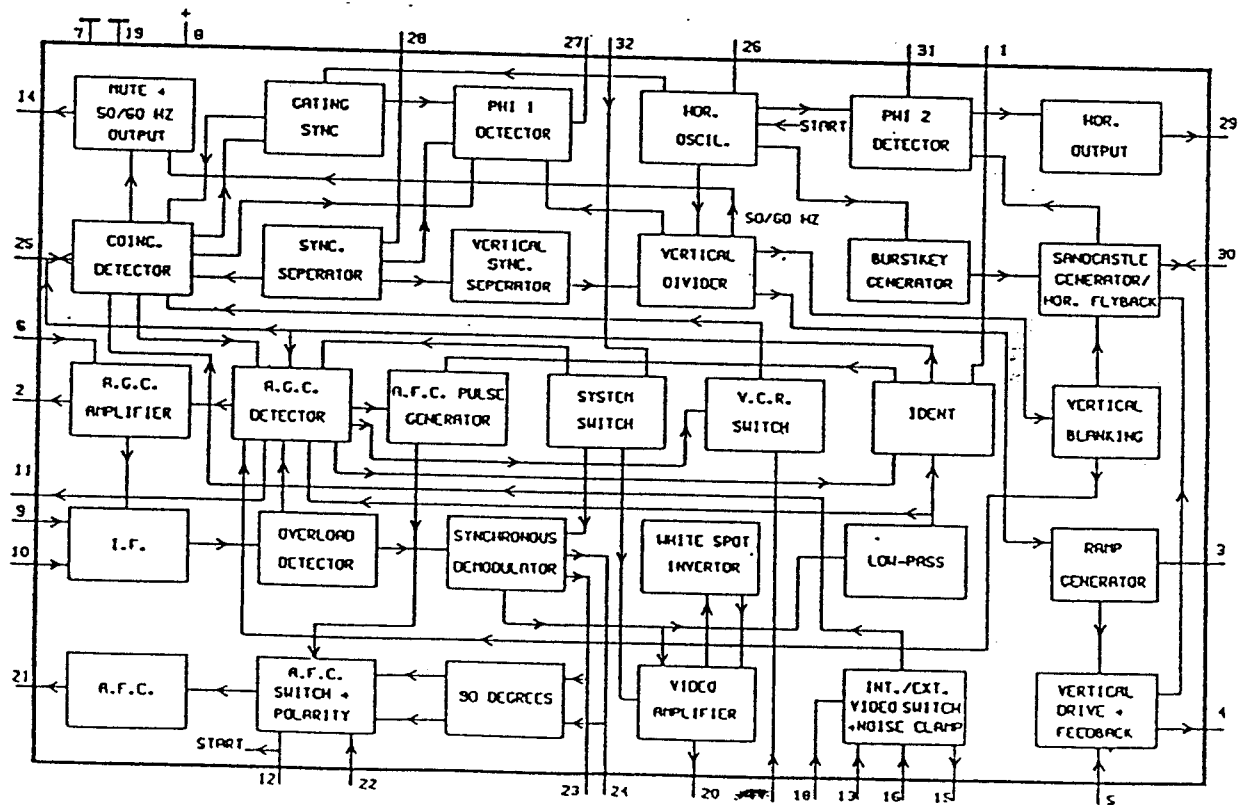 7 19 + 8 28 27 32 26 31 1
14
MUTE +
50/60 HZ
OUTPUT
GATING
SYNC
PHI 1
DETECTOR
HOR.
OSCIL.
START
PHI 2
DETECTOR
HOR.
OUTPUT
29
50/60 HZ
25
COINC.
DETECTOR
SYNC.
SEPERATOR
VERTICAL
SYNC.
SEPERATOR
VERTICAL
DIVIDER
BURSTKEY
GENERATOR
SANDCASTLE
GENERATOR/
HOR. FLYBACK
30
6
2
A.G.C.
AMPLIFIER
A.G.C.
DETECTOR
A.F.C. PULSE
GENERATOR
SYSTEM
SWITCH
V.C.R.
SWITCH
IDENT
VERTICAL
BLANKING
11
9
10
I.F.
OVERLOAD
DETECTOR
SYNCHRONOUS
DEMODULATOR
WHITE SPOT
INVERTOR
LOW-PASS
RAMP
GENERATOR
3
21
A.F.C.
A.F.C.
SWITCH +
POLARITY
90 DEGREES
VIDEO
AMPLIFIER
INT./EXT.
VIDEO SWITCH
+NOISE CLAMP
VERTICAL
DRIVE +
FEEDBACK
4
START
12 22 23 24 20 18 13 16 15 5